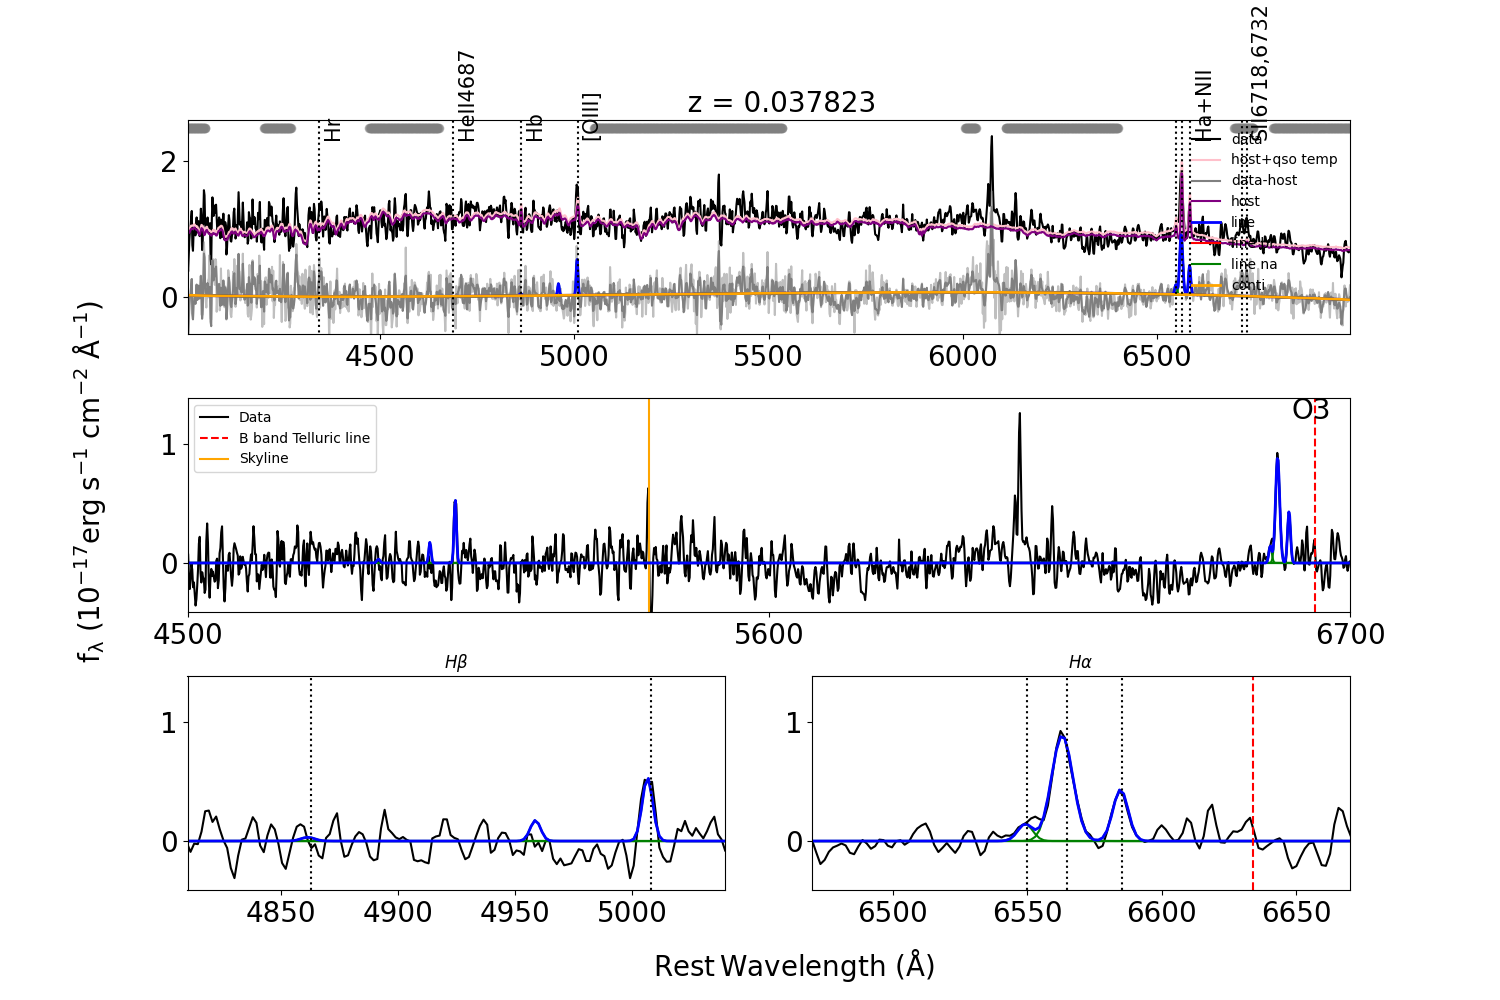 z = 0.037823
Hr
HeII4687
Hb
[OIII]
Ha+NII
SII6718,6732
data
host+qso temp
data-host
host
line
line na
conti
2
0
4500
5000
5500
6000
6500
O3
Data
B band Telluric line
Skyline
1
0
4500
5600
6700
fλ (10⁻¹⁷erg s⁻¹ cm⁻² Å⁻¹)
Hβ
Hα
1
0
4850
4900
4950
5000
1
0
6500
6550
6600
6650
Rest Wavelength (Å)